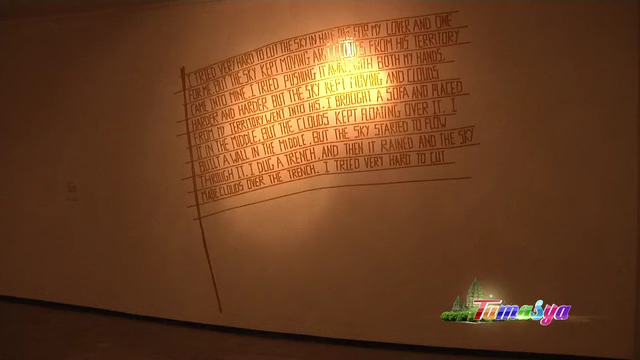 I TRIED VERY HARD TO CUT THE SKY IN HALF, ONE FOR MY LOVER AND ONE
FOR ME. BUT THE SKY KEPT MOVING AND CLOUDS FROM HIS TERRITORY
CAME INTO MINE. I TRIED PUSHING IT AWAY, WITH BOTH MY HANDS,
HARDER AND HARDER BUT THE SKY KEPT MOVING AND CLOUDS
FROM MY TERRITORY WENT INTO HIS. I BROUGHT A SOFA AND PLACED
IT IN THE MIDDLE, BUT THE CLOUDS KEPT FLOATING OVER IT. I
BUILT A WALL IN THE MIDDLE, BUT THE SKY STARTED TO FLOW
THROUGH IT. I DUG A TRENCH, AND THEN IT RAINED AND THE SKY
MADE CLOUDS OVER THE TRENCH. I TRIED VERY HARD TO CUT
Tamasya